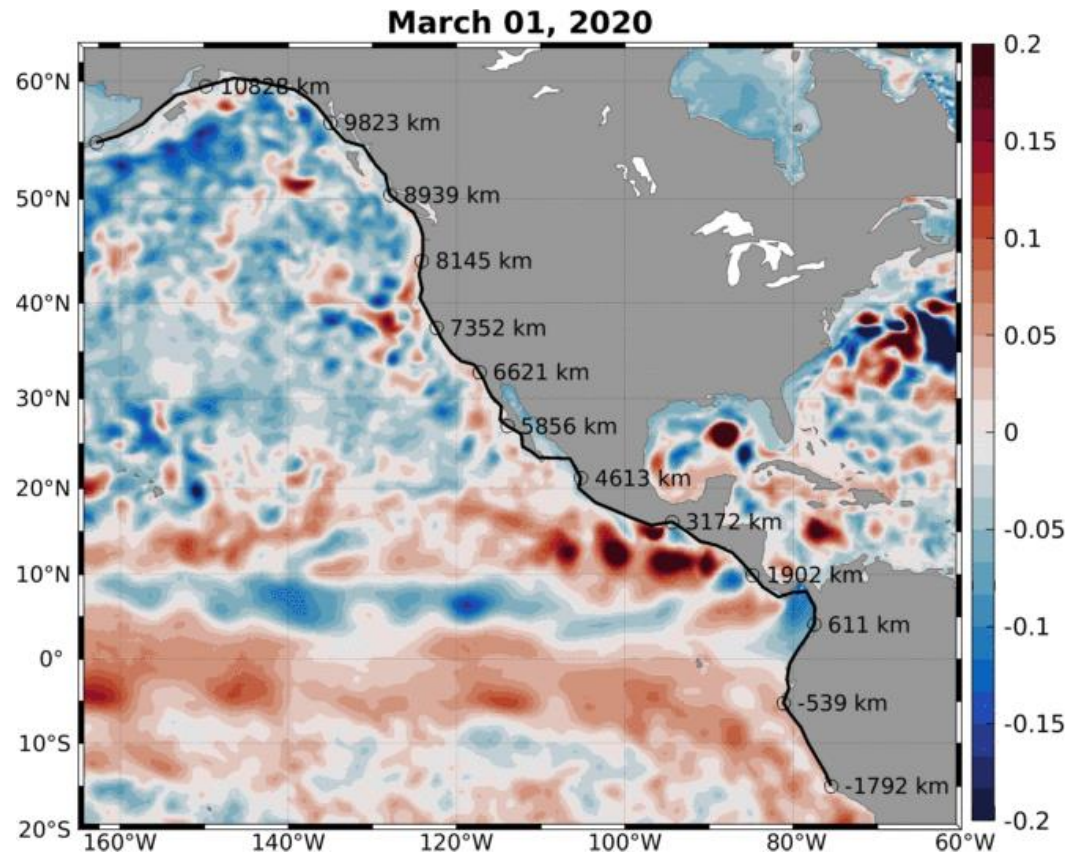 March 01, 2020
60°N
50°N
40°N
30°N
20°N
10°N
0°
10°S
20°S
10828 km
9823 km
8939 km
8145 km
7352 km
6621 km
5856 km
4613 km
3172 km
1902 km
611 km
-539 km
-1792 km
160°W
140°W
120°W
100°W
80°W
60°W
0.2
0.15
0.1
0.05
0
-0.05
-0.1
-0.15
-0.2